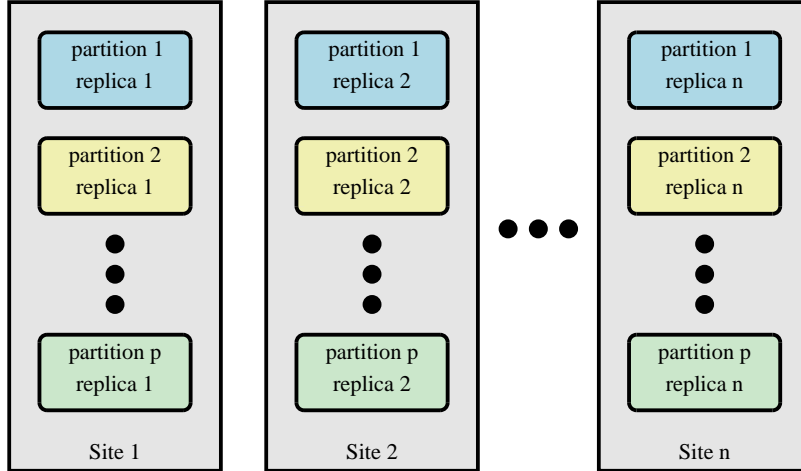 partition 1
replica 1
partition 2
replica 1
partition p
replica 1
Site 1
partition 1
replica 2
partition 2
replica 2
partition p
replica 2
Site 2
partition 1
replica n
partition 2
replica n
partition p
replica n
Site n